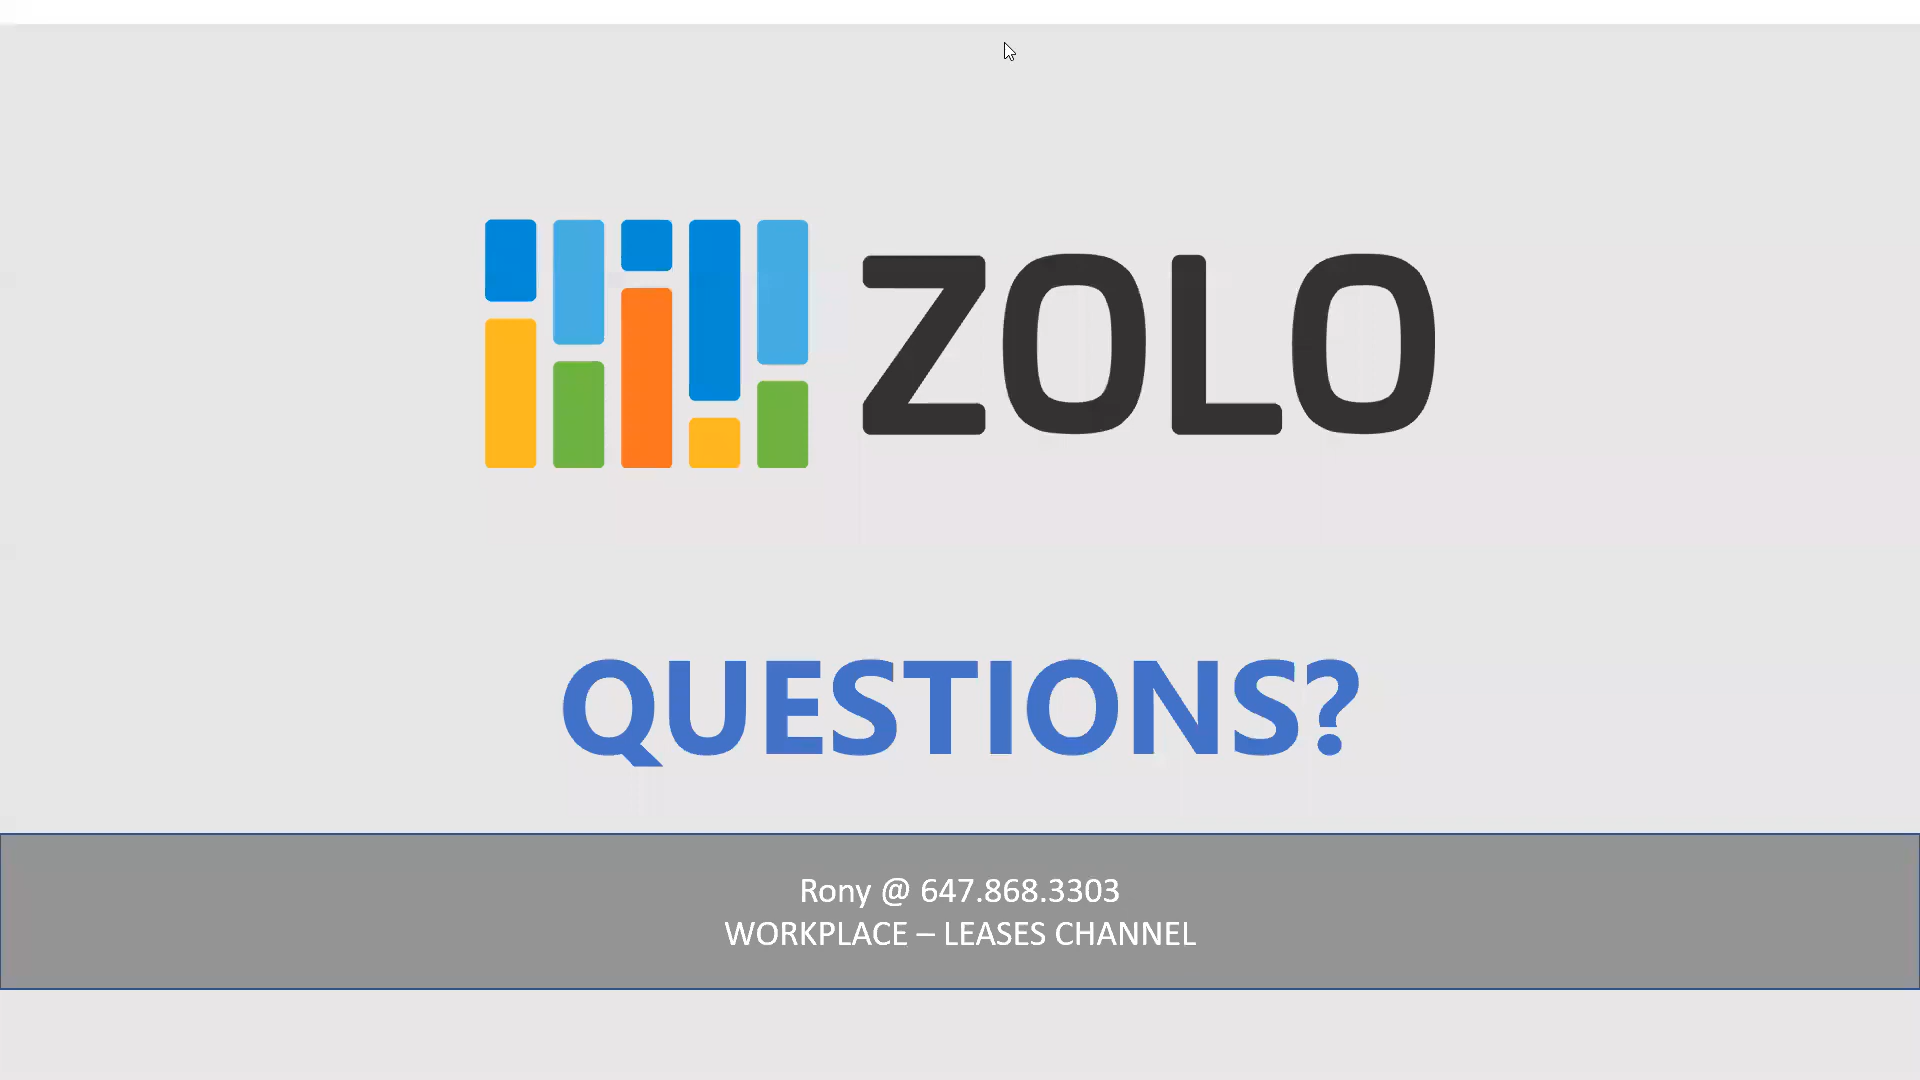 ZOLO
QUESTIONS?
Rony @ 647.868.3303
WORKPLACE – LEASES CHANNEL